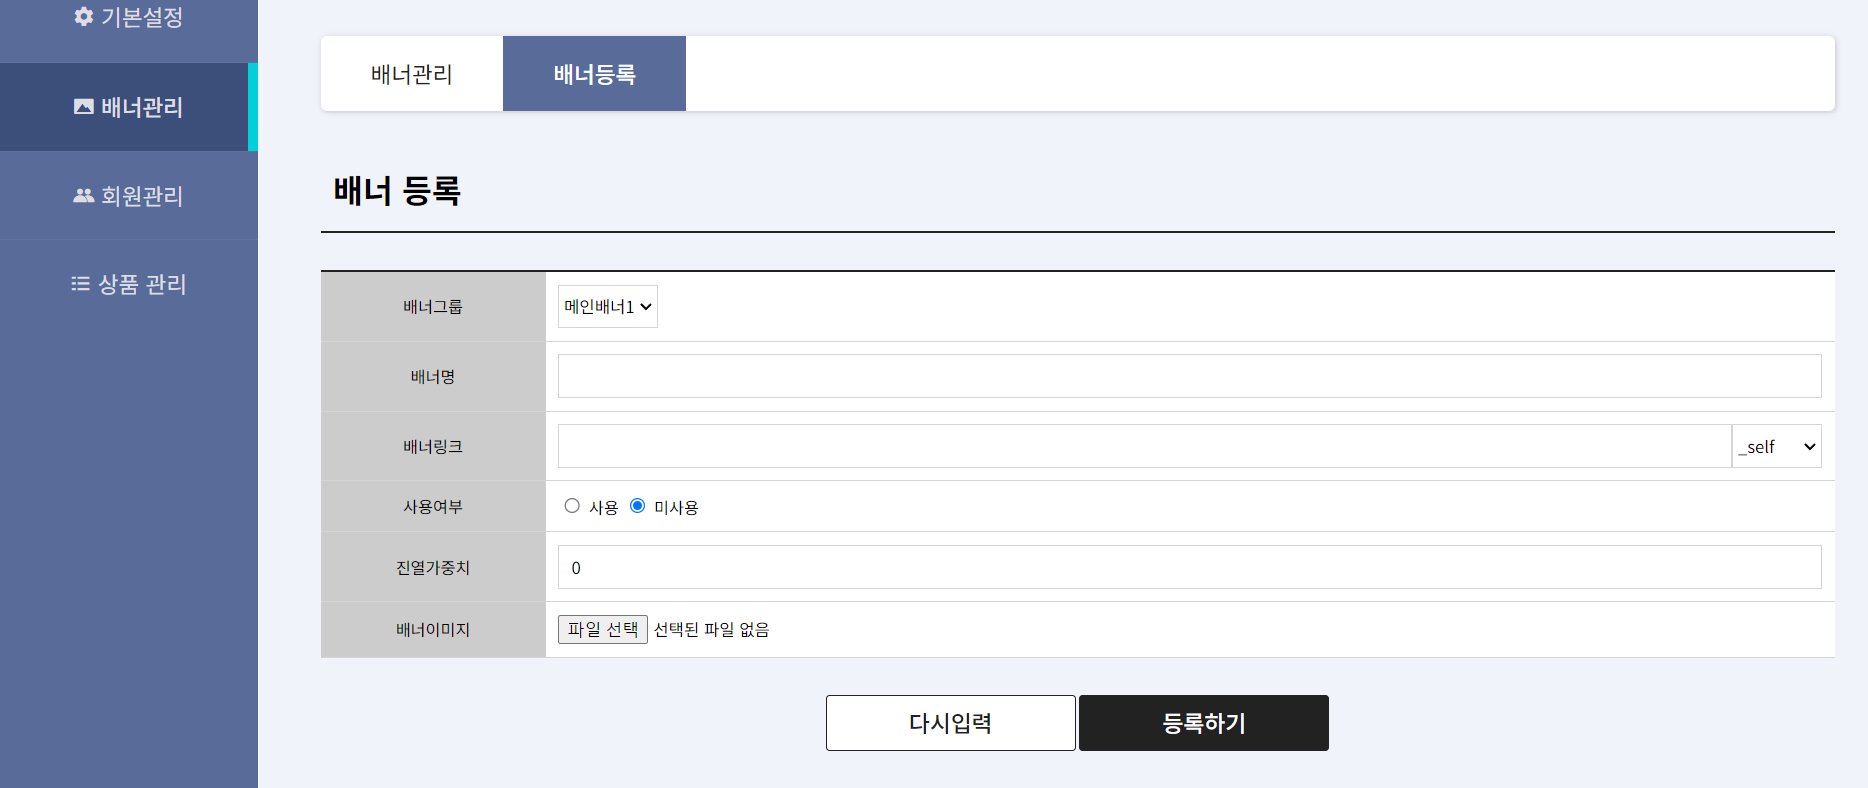 기본설정
배너관리
회원관리
상품 관리
배너관리 배너등록
배너 등록
배너그룹 메인배너1
배너명
배너링크 _self
사용여부 사용 미사용
진열가중치 0
배너이미지 파일 선택 선택된 파일 없음
다시입력 등록하기